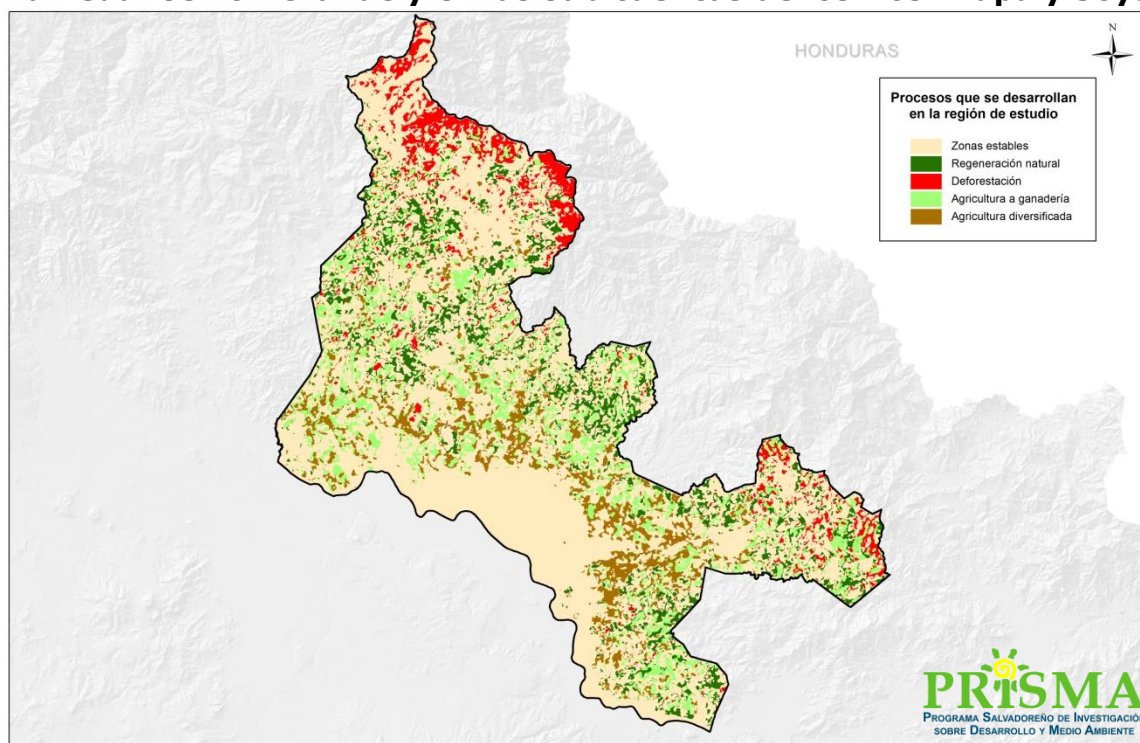 HONDURAS
N
Procesos que se desarrollan
en la región de estudio
Zonas estables
Regeneración natural
Deforestación
Agricultura a ganadería
Agricultura diversificada
PRISMA
PROGRAMA SALVADOREÑO DE INVESTIGACIÓN
SOBRE DESARROLLO Y MEDIO AMBIENTE